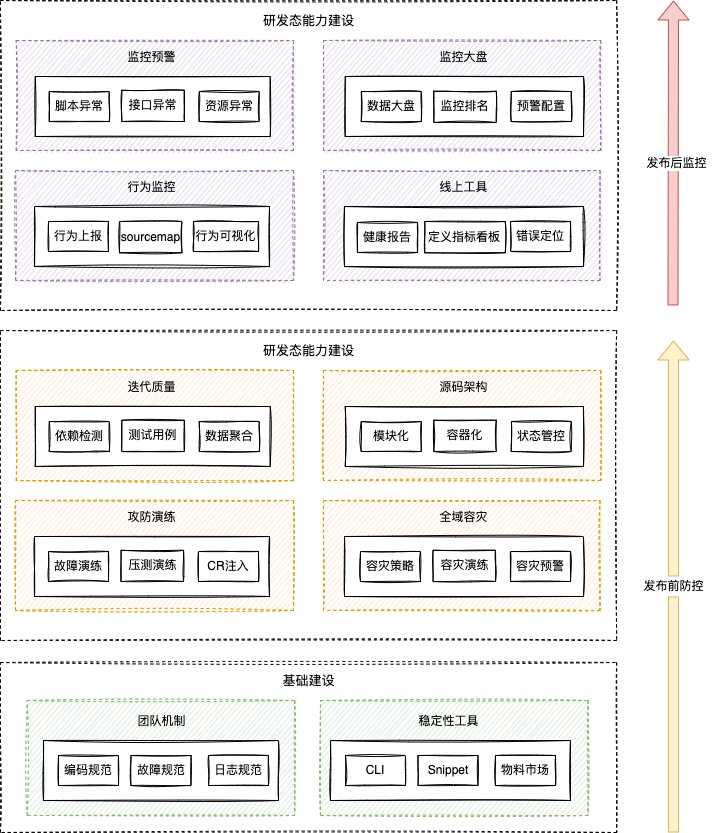 研发态能力建设
监控预警
脚本异常
接口异常
资源异常
监控大盘
数据大盘
监控排名
预警配置
行为监控
行为上报
sourcemap
行为可视化
线上工具
健康报告
定义指标看板
错误定位
发布后监控
研发态能力建设
迭代质量
依赖检测
测试用例
数据聚合
源码架构
模块化
容器化
状态管控
攻防演练
故障演练
压测演练
CR注入
全域容灾
容灾策略
容灾演练
容灾预警
发布前防控
基础建设
团队机制
编码规范
故障规范
日志规范
稳定性工具
CLI
Snippet
物料市场